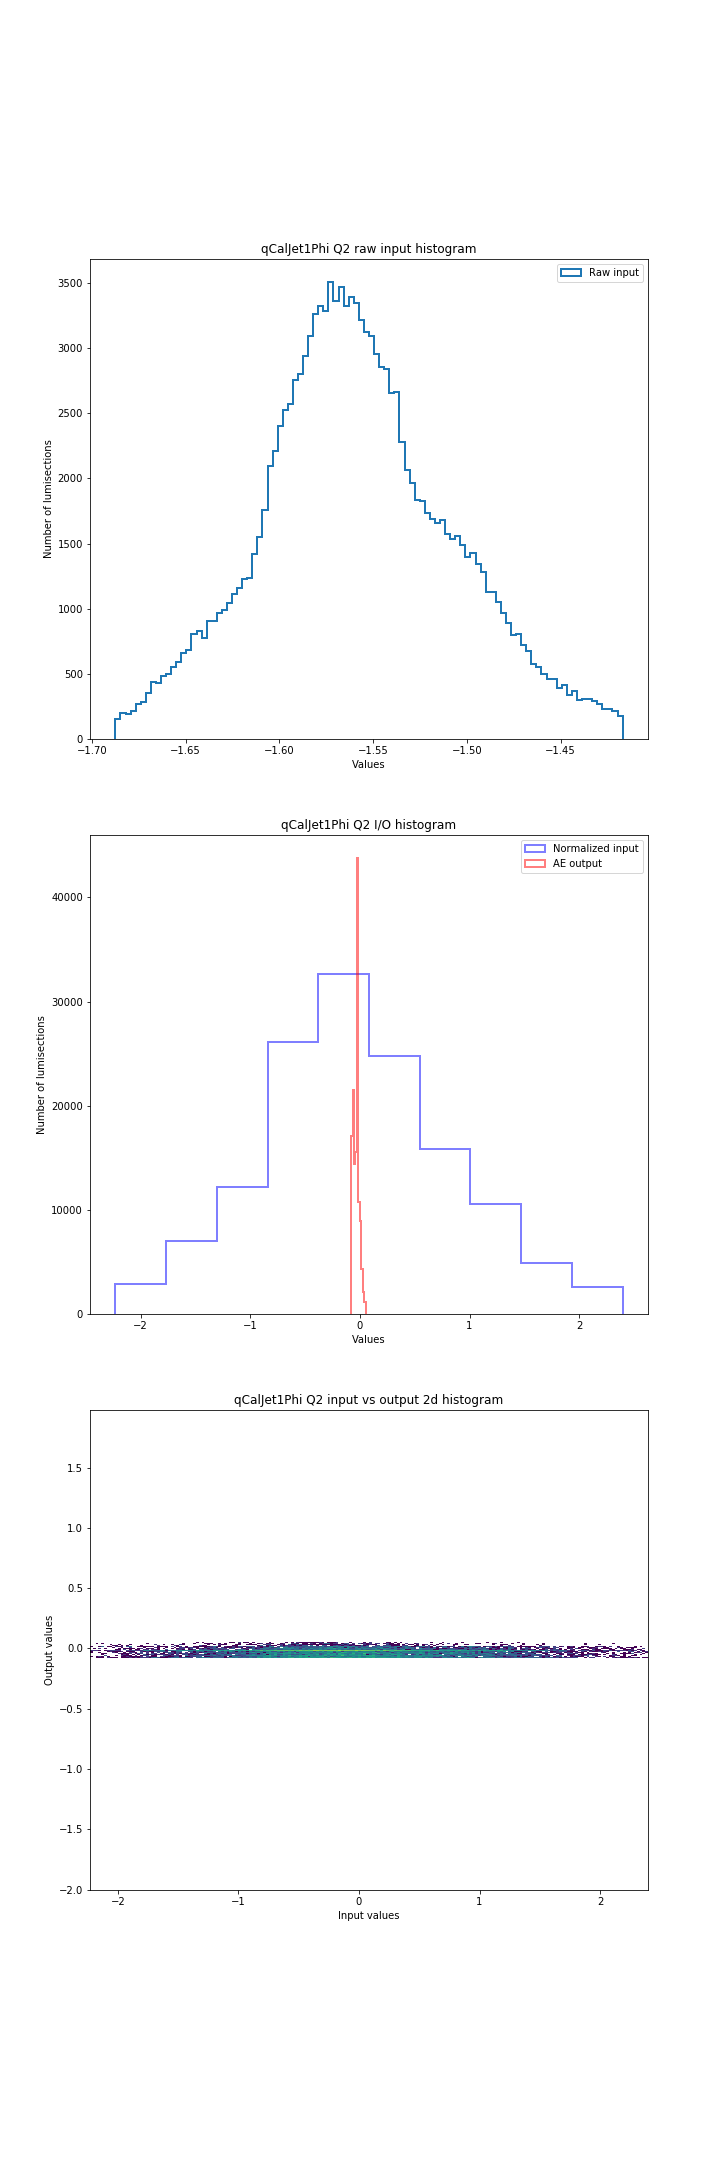 qCalJet1Phi Q2 raw input histogram
Raw input
3500
3000
2500
2000
1500
1000
500
0
Number of lumisections
−1.70 −1.65 −1.60 −1.55 −1.50 −1.45
Values
qCalJet1Phi Q2 I/O histogram
Normalized input
AE output
40000
30000
20000
10000
0
Number of lumisections
−2 −1 0 1 2
Values
qCalJet1Phi Q2 input vs output 2d histogram
1.5
1.0
0.5
0.0
−0.5
−1.0
−1.5
−2.0
Output values
−2 −1 0 1 2
Input values